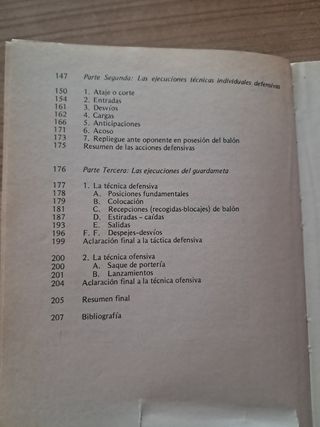 147 Parte Segunda: Las ejecuciones técnicas individuales defensivas
150 1. Ataje o corte
154 2. Entradas
161 3. Desvíos
162 4. Cargas
166 5. Anticipaciones
171 6. Acoso
173 7. Repliegue ante oponente en posesión del balón
175 Resumen de las acciones defensivas
176 Parte Tercera: Las ejecuciones del guardameta
177 1. La técnica defensiva
178 A. Posiciones fundamentales
179 B. Colocación
181 C. Recepciones (recogidas-blocajes) de balón
187 D. Estiradas – caídas
193 E. Salidas
196 F. F. Despejes-desvíos
199 Aclaración final a la táctica defensiva
200 2. La técnica ofensiva
200 A. Saque de portería
201 B. Lanzamientos
204 Aclaración final a la técnica ofensiva
205 Resumen final
207 Bibliografía